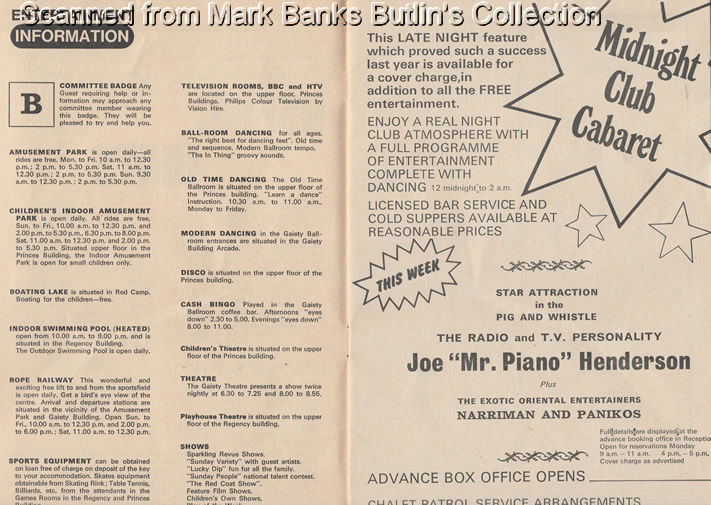 Scanned from Mark Banks Butlin's Collection
ENTERTAINMENT
INFORMATION
B
COMMITTEE BADGE Any
Guest requiring help or in-
formation may approach any
committee member wearing
this badge. They will be
pleased to try and help you.
AMUSEMENT PARK is open daily—all
rides are free. Mon. to Fri. 10 a.m. to 12.30
p.m.; 2 p.m. to 5.30 p.m. Sat. 11 a.m. to
12.30 p.m.; 2 p.m. to 5.30 p.m. Sun. 9.30
a.m. to 12.30 p.m.; 2 p.m. to 5.30 p.m.
CHILDREN'S INDOOR AMUSEMENT
PARK is open daily. All rides are free.
Sun. to Fri., 10.00 a.m. to 12.30 p.m. and
2.00 p.m. to 5.30 p.m., 6.30 p.m. to 8.00 p.m.
Sat. 11.00 a.m. to 12.30 p.m. and 2.00 p.m.
to 5.30 p.m. Situated upper floor in the
Princes Building, the Indoor Amusement
Park is open for small children only.
BOATING LAKE is situated in Red Camp.
Boating for the children—free.
INDOOR SWIMMING POOL (HEATED)
open from 10.00 a.m. to 9.00 p.m. and is
situated in the Regency Building.
The Outdoor Swimming Pool is open daily.
ROPE RAILWAY This wonderful and
exciting free lift to and from the sportsfield
is open daily. Get a bird's eye view of the
centre. Arrival and departure stations are
situated in the vicinity of the Amusement
Park and Gaiety Building. Open Sun. to
Fri., 10.00 a.m. to 12.30 p.m. and 2.00 p.m.
to 6.00 p.m.; Sat. 11.00 a.m. to 12.30 p.m.
SPORTS EQUIPMENT can be obtained
on loan free of charge on deposit of the key
to your accommodation. Skates equipment
obtainable from Skating Rink; Table Tennis,
Billiards, etc. from the attendants in the
Games Rooms in the Regency and Princes
Building.
TELEVISION ROOMS, BBC and HTV
are located on the upper floor, Princes
Buildings. Philips Colour Television by
Vision Hire.
BALL-ROOM DANCING for all ages.
"The right beat for dancing feet". Old time
and sequence. Modern Ballroom tempo.
"The In Thing" groovy sounds.
OLD TIME DANCING The Old Time
Ballroom is situated on the upper floor of
the Princes building. "Learn a dance"
Instruction. 10.30 a.m. to 11.00 a.m.,
Monday to Friday.
MODERN DANCING in the Gaiety Ball-
room entrances are situated in the Gaiety
Building Arcade.
DISCO is situated on the upper floor of the
Princes building.
CASH BINGO Played in the Gaiety
Ballroom coffee bar. Afternoons "eyes
down" 2.30 to 5.00. Evenings "eyes down"
8.00 to 11.00.
Children's Theatre is situated on the upper
floor of the Princes building.
THEATRE
The Gaiety Theatre presents a show twice
nightly at 6.30 to 7.25 and 8.00 to 8.55.
Playhouse Theatre is situated on the upper
floor of the Regency building.
SHOWS
Sparkling Revue Shows.
"Sunday Variety" with guest artists.
"Lucky Dip" fun for all the family.
"Sunday People" national talent contest.
"The Red Coat Show".
Feature Film Shows.
Children's Own Shows.
This LATE NIGHT feature
which proved such a success
last year is available for
a cover charge,in
addition to all the FREE
entertainment.
ENJOY A REAL NIGHT
CLUB ATMOSPHERE WITH
A FULL PROGRAMME
OF ENTERTAINMENT
COMPLETE WITH
DANCING 12 midnight to 2 a.m.
LICENSED BAR SERVICE AND
COLD SUPPERS AVAILABLE AT
REASONABLE PRICES
Midnight
Club
Cabaret
THIS WEEK
STAR ATTRACTION
in the
PIG AND WHISTLE
THE RADIO and T.V. PERSONALITY
Joe "Mr. Piano" Henderson
Plus
THE EXOTIC ORIENTAL ENTERTAINERS
NARRIMAN AND PANIKOS
Full details are displayed at the
advance booking office in Receptio
Open for reservations Monday
9 a.m. – 11 a.m. 4 p.m. – 5 p.m.
Cover charge as advertised
ADVANCE BOX OFFICE OPENS
CHALET PATROL SERVICE ARRANGEMENTS